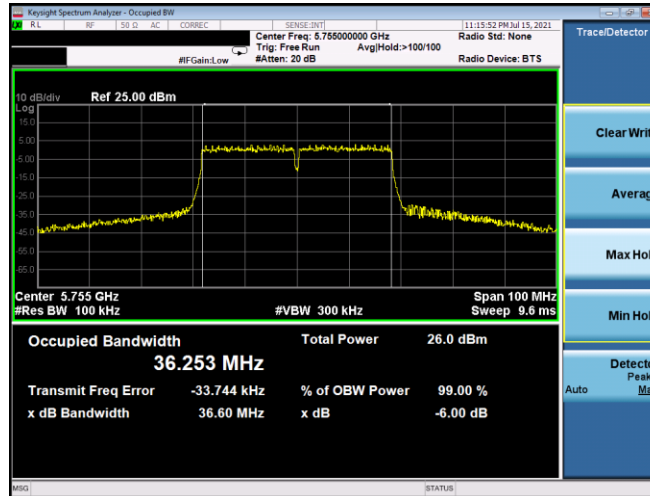 Keysight Spectrum Analyzer - Occupied BW
RL RF 50 Ω AC CORREC SENSE:INT 11:15:52 PM Jul 15, 2021
Center Freq: 5.755000000 GHz Radio Std: None
Trig: Free Run Avg|Hold:>100/100
#IFGain:Low #Atten: 20 dB Radio Device: BTS
Trace/Detector
10 dB/div Ref 25.00 dBm
Log
15.0
5.00
-5.00
-15.0
-25.0
-35.0
-45.0
-55.0
-65.0
Center 5.755 GHz Span 100 MHz
#Res BW 100 kHz #VBW 300 kHz Sweep 9.6 ms
Occupied Bandwidth Total Power 26.0 dBm
36.253 MHz
Transmit Freq Error -33.744 kHz % of OBW Power 99.00 %
x dB Bandwidth 36.60 MHz x dB -6.00 dB
Clear Writ
Averag
Max Hol
Min Hol
Detecto
Peak
Auto Ma
MSG STATUS